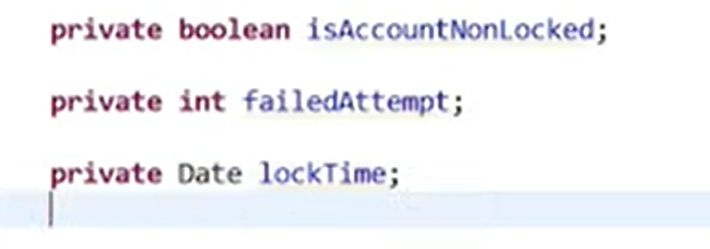 private boolean isAccountNonLocked;
private int failedAttempt;
private Date lockTime;